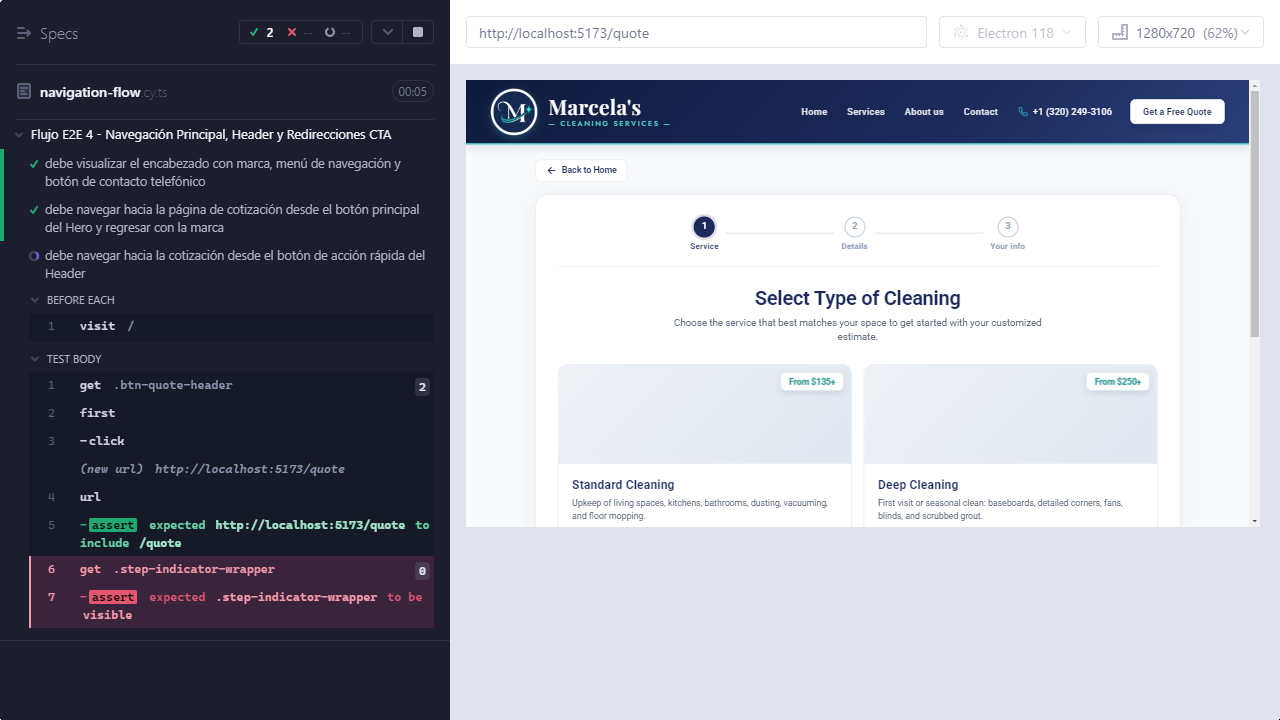 Specs
2
--
--
navigation-flow.cy.ts
00:05
Flujo E2E 4 - Navegación Principal, Header y Redirecciones CTA
debe visualizar el encabezado con marca, menú de navegación y
botón de contacto telefónico
debe navegar hacia la página de cotización desde el botón principal
del Hero y regresar con la marca
debe navegar hacia la cotización desde el botón de acción rápida del
Header
BEFORE EACH
1 visit /
TEST BODY
1 get .btn-quote-header 2
2 first
3 -click
(new url) http://localhost:5173/quote
4 url
5 -assert expected http://localhost:5173/quote to
include /quote
6 get .step-indicator-wrapper 0
7 -assert expected .step-indicator-wrapper to be
visible
http://localhost:5173/quote
Electron 118
1280x720 (62%)
M
Marcela's
— CLEANING SERVICES —
Home
Services
About us
Contact
+1 (320) 249-3106
Get a Free Quote
Back to Home
1
2
3
Service
Details
Your info
Select Type of Cleaning
Choose the service that best matches your space to get started with your customized
estimate.
From $135+
From $250+
Standard Cleaning
Upkeep of living spaces, kitchens, bathrooms, dusting, vacuuming,
and floor mopping.
Deep Cleaning
First visit or seasonal clean: baseboards, detailed corners, fans,
blinds, and scrubbed grout.